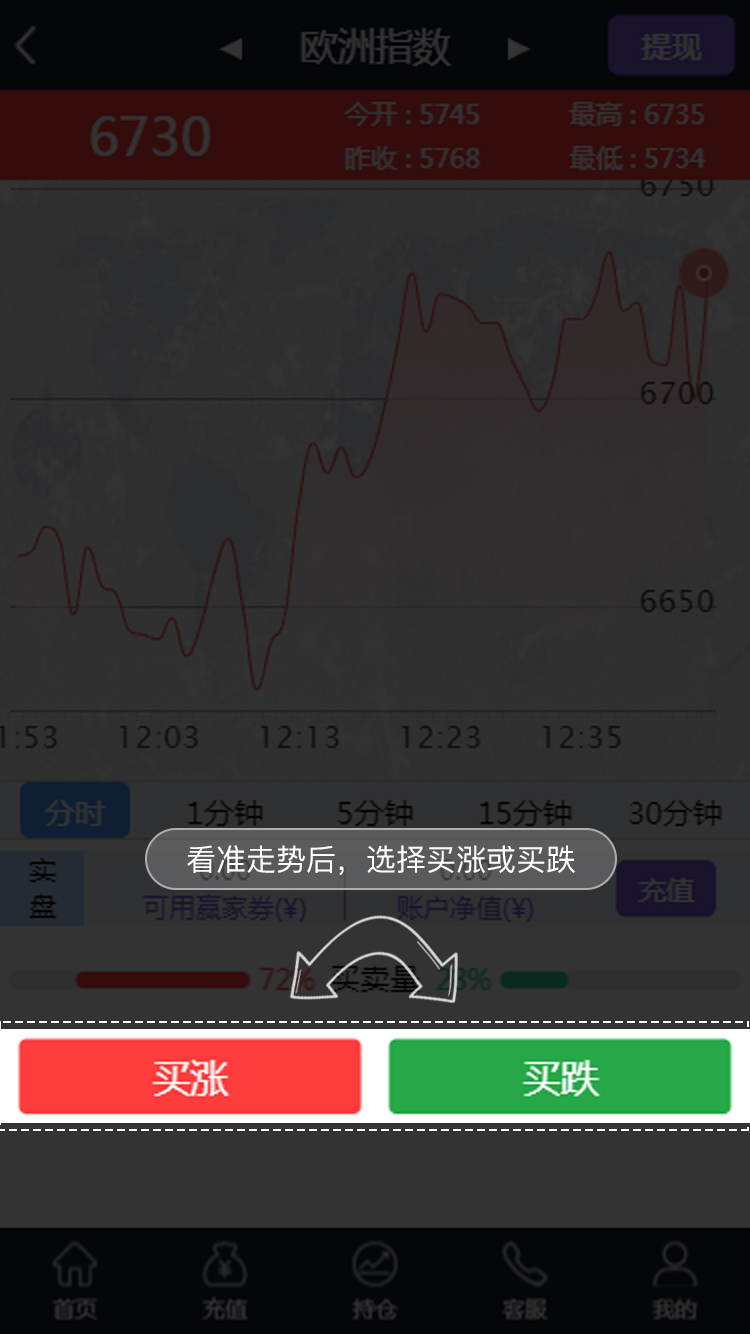 欧洲指数
提现
6730
今开：5745
最高：6735
昨收：5768
最低：5734
6750
6700
6650
1:53 12:03 12:13 12:23 12:35
分时 1分钟 5分钟 15分钟 30分钟
看准走势后，选择买涨或买跌
实盘
0.00 0.00
可用赢家券(¥) 账户净值(¥)
充值
72% 买卖量 28%
买涨 买跌
首页 充值 持仓 客服 我的